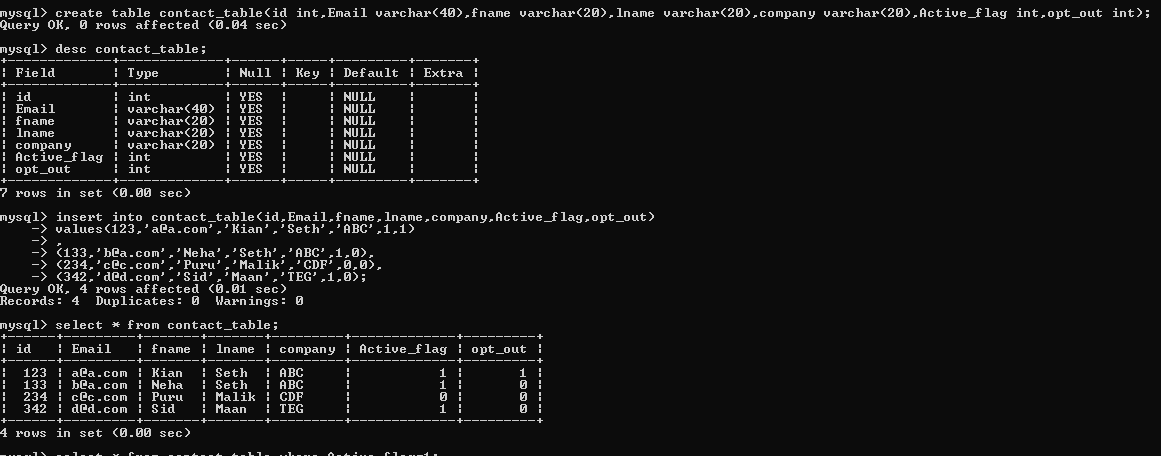 mysql> create table contact_table(id int,Email varchar(40),fname varchar(20),lname varchar(20),company varchar(20),Active_flag int,opt_out int);
Query OK, 0 rows affected (0.04 sec)
mysql> desc contact_table;
+-------------+-------------+------+-----+---------+-------+
| Field       | Type        | Null | Key | Default | Extra |
+-------------+-------------+------+-----+---------+-------+
| id          | int         | YES  |     | NULL    |       |
| Email       | varchar(40) | YES  |     | NULL    |       |
| fname       | varchar(20) | YES  |     | NULL    |       |
| lname       | varchar(20) | YES  |     | NULL    |       |
| company     | varchar(20) | YES  |     | NULL    |       |
| Active_flag | int         | YES  |     | NULL    |       |
| opt_out     | int         | YES  |     | NULL    |       |
+-------------+-------------+------+-----+---------+-------+
7 rows in set (0.00 sec)
mysql> insert into contact_table(id,Email,fname,lname,company,Active_flag,opt_out)
    -> values(123,'a@a.com','Kian','Seth','ABC',1,1)
    -> ,
    -> (133,'b@a.com','Neha','Seth','ABC',1,0),
    -> (234,'c@c.com','Puru','Malik','CDF',0,0),
    -> (342,'d@d.com','Sid','Maan','TEG',1,0);
Query OK, 4 rows affected (0.01 sec)
Records: 4  Duplicates: 0  Warnings: 0
mysql> select * from contact_table;
+------+---------+-------+-------+---------+-------------+---------+
| id   | Email   | fname | lname | company | Active_flag | opt_out |
+------+---------+-------+-------+---------+-------------+---------+
|  123 | a@a.com | Kian  | Seth  | ABC     |           1 |       1 |
|  133 | b@a.com | Neha  | Seth  | ABC     |           1 |       0 |
|  234 | c@c.com | Puru  | Malik | CDF     |           0 |       0 |
|  342 | d@d.com | Sid   | Maan  | TEG     |           1 |       0 |
+------+---------+-------+-------+---------+-------------+---------+
4 rows in set (0.00 sec)
mysql> select * from contact_table where Active_flag=1;